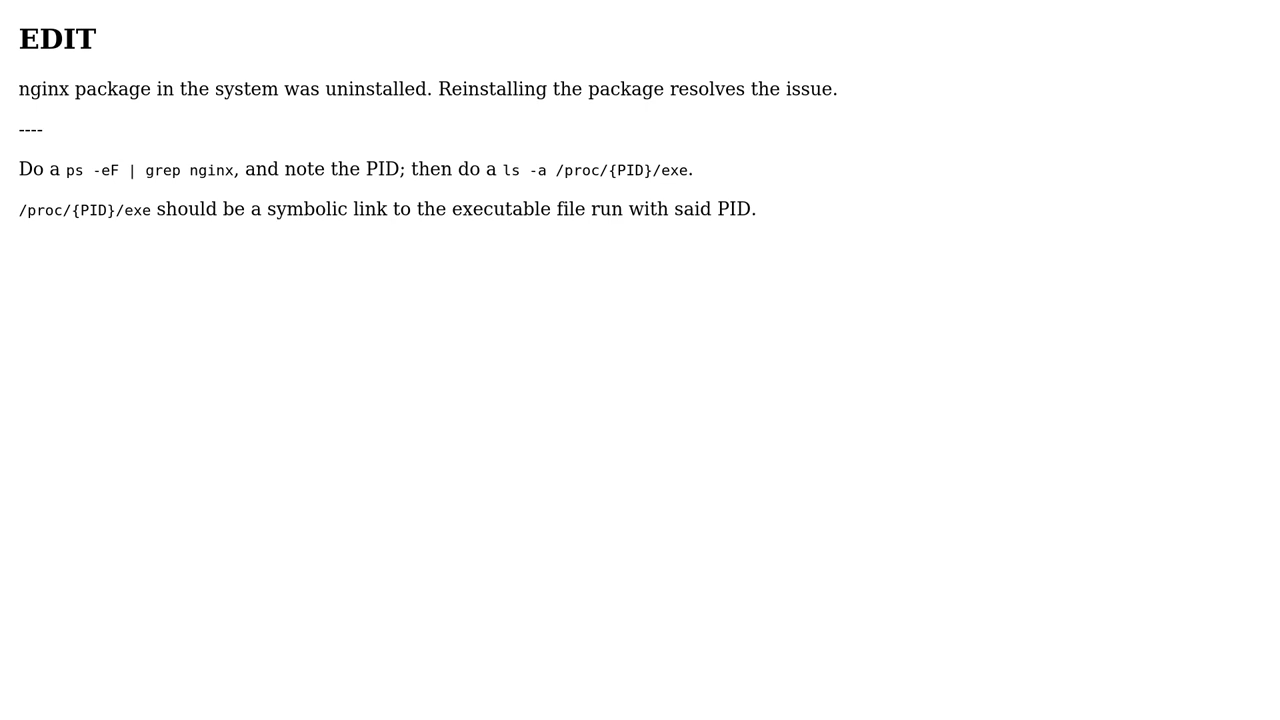 EDIT
nginx package in the system was uninstalled. Reinstalling the package resolves the issue.
----
Do a ps -eF | grep nginx, and note the PID; then do a ls -a /proc/{PID}/exe.
/proc/{PID}/exe should be a symbolic link to the executable file run with said PID.